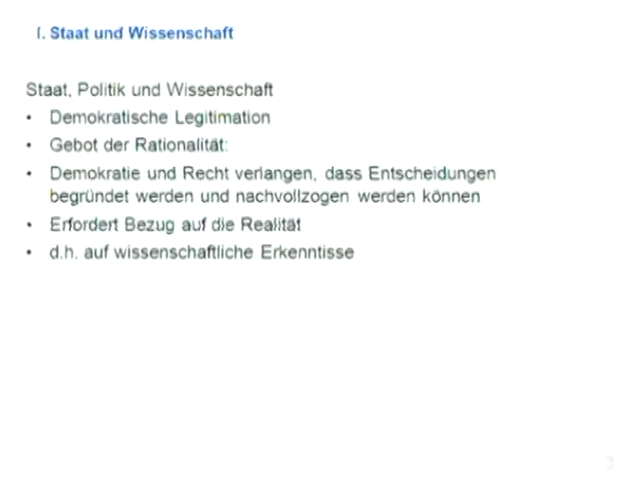 I. Staat und Wissenschaft
Staat, Politik und Wissenschaft
• Demokratische Legitimation
• Gebot der Rationalität:
• Demokratie und Recht verlangen, dass Entscheidungen
begründet werden und nachvollzogen werden können
• Erfordert Bezug auf die Realität
• d.h. auf wissenschaftliche Erkenntisse